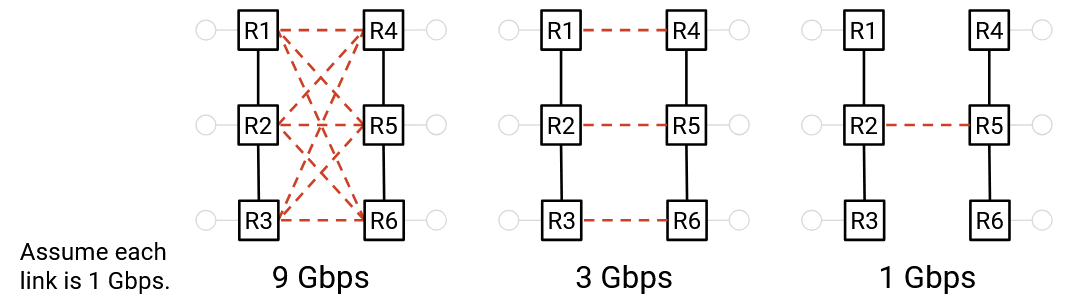 R1 R4 R1 R4 R1 R4
R2 R5 R2 R5 R2 R5
R3 R6 R3 R6 R3 R6
Assume each
link is 1 Gbps.
9 Gbps 3 Gbps 1 Gbps